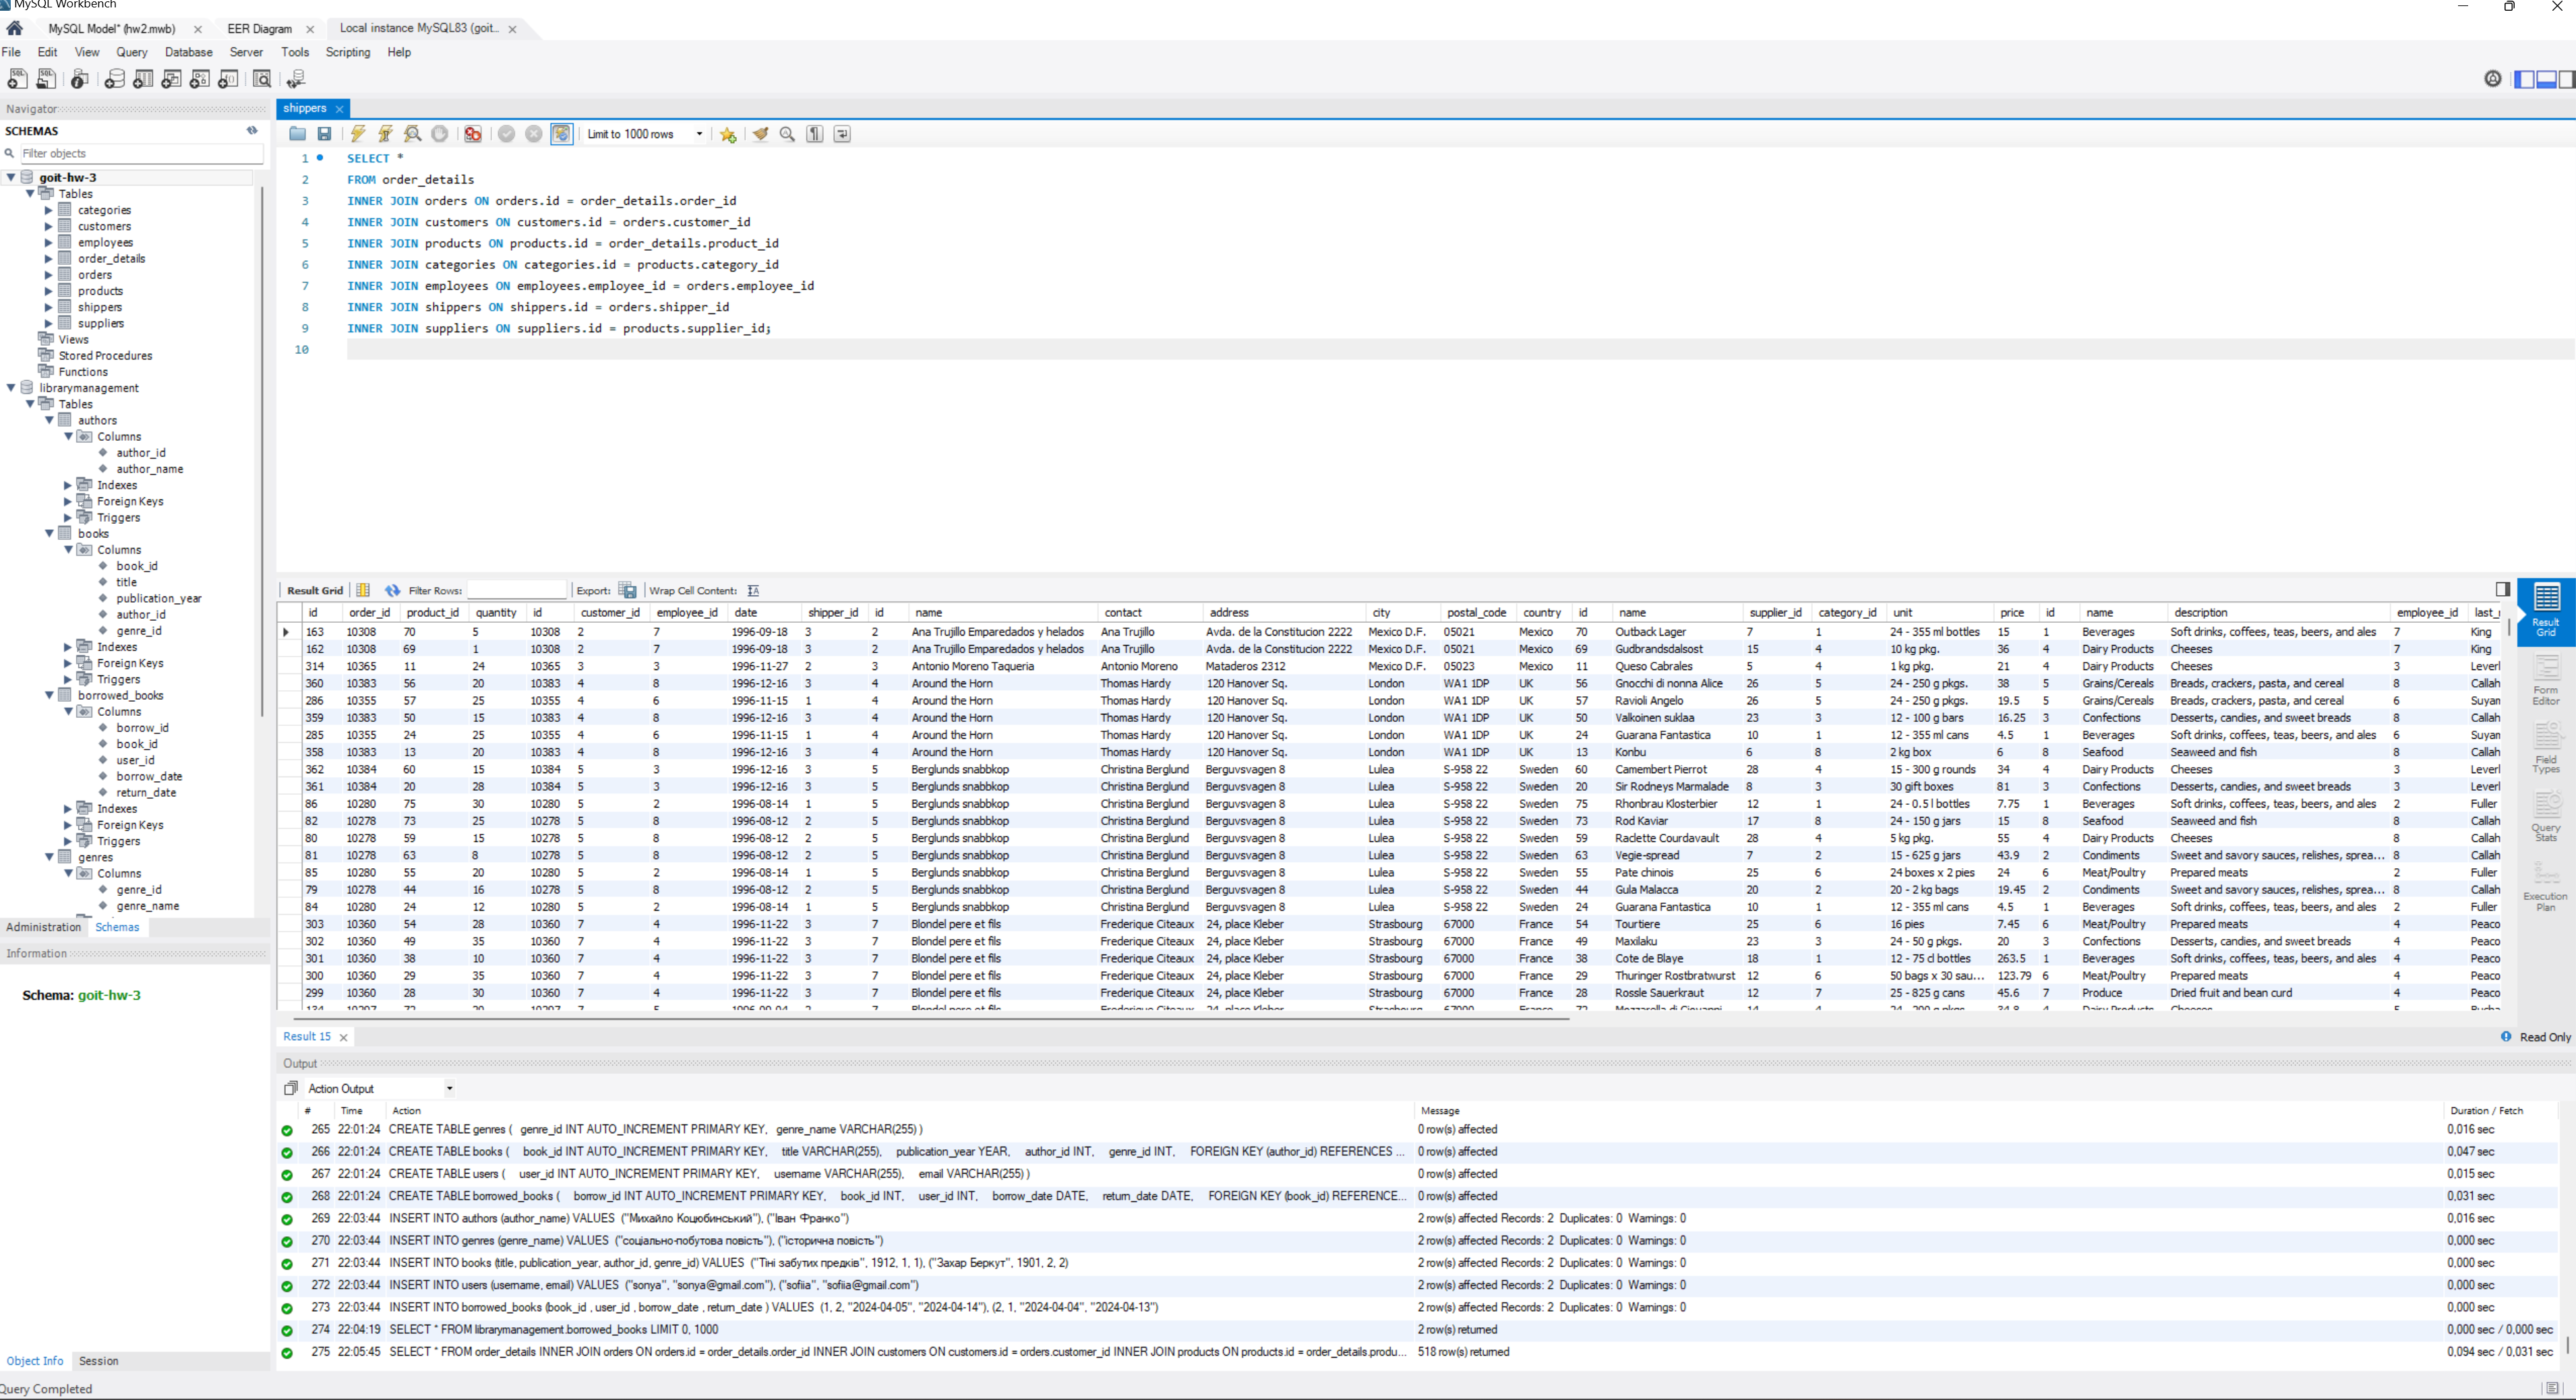 MySQL Workbench
MySQL Model* (hw2.mwb) EER Diagram Local instance MySQL83 (goit...
File Edit View Query Database Server Tools Scripting Help
Navigator
SCHEMAS
Filter objects
goit-hw-3
Tables
categories
customers
employees
order_details
orders
products
shippers
suppliers
Views
Stored Procedures
Functions
librarymanagement
Tables
authors
Columns
author_id
author_name
Indexes
Foreign Keys
Triggers
books
Columns
book_id
title
publication_year
author_id
genre_id
Indexes
Foreign Keys
Triggers
borrowed_books
Columns
borrow_id
book_id
user_id
borrow_date
return_date
Indexes
Foreign Keys
Triggers
genres
Columns
genre_id
genre_name
Administration Schemas
Information
Schema: goit-hw-3
Object Info Session
Query Completed
shippers
Limit to 1000 rows
1 SELECT *
2 FROM order_details
3 INNER JOIN orders ON orders.id = order_details.order_id
4 INNER JOIN customers ON customers.id = orders.customer_id
5 INNER JOIN products ON products.id = order_details.product_id
6 INNER JOIN categories ON categories.id = products.category_id
7 INNER JOIN employees ON employees.employee_id = orders.employee_id
8 INNER JOIN shippers ON shippers.id = orders.shipper_id
9 INNER JOIN suppliers ON suppliers.id = products.supplier_id;
10
Result Grid Filter Rows: Export: Wrap Cell Content:
id order_id product_id quantity id customer_id employee_id date shipper_id id name contact address city postal_code country id name supplier_id category_id unit price id name description employee_id
163 10308 70 5 10308 2 7 1996-09-18 3 2 Ana Trujillo Emparedados y helados Ana Trujillo Avda. de la Constitucion 2222 Mexico D.F. 05021 Mexico 70 Outback Lager 7 1 24 - 355 ml bottles 15 1 Beverages Soft drinks, coffees, teas, beers, and ales 7 King
162 10308 69 1 10308 2 7 1996-09-18 3 2 Ana Trujillo Emparedados y helados Ana Trujillo Avda. de la Constitucion 2222 Mexico D.F. 05021 Mexico 69 Gudbrandsdalsost 15 4 10 kg pkg. 36 4 Dairy Products Cheeses 7 King
314 10365 11 24 10365 3 3 1996-11-27 2 3 Antonio Moreno Taqueria Antonio Moreno Mataderos 2312 Mexico D.F. 05023 Mexico 11 Queso Cabrales 5 4 1 kg pkg. 21 4 Dairy Products Cheeses 3 Leverl
360 10383 56 20 10383 4 8 1996-12-16 3 4 Around the Horn Thomas Hardy 120 Hanover Sq. London WA1 1DP UK 56 Gnocchi di nonna Alice 26 5 24 - 250 g pkgs. 38 5 Grains/Cereals Breads, crackers, pasta, and cereal 8 Callah
286 10355 57 25 10355 4 6 1996-11-15 1 4 Around the Horn Thomas Hardy 120 Hanover Sq. London WA1 1DP UK 57 Ravioli Angelo 26 5 24 - 250 g pkgs. 19.5 5 Grains/Cereals Breads, crackers, pasta, and cereal 6 Suyan
359 10383 50 15 10383 4 8 1996-12-16 3 4 Around the Horn Thomas Hardy 120 Hanover Sq. London WA1 1DP UK 50 Valkoinen suklaa 23 3 12 - 100 g bars 16.25 3 Confections Desserts, candies, and sweet breads 8 Callah
285 10355 24 25 10355 4 6 1996-11-15 1 4 Around the Horn Thomas Hardy 120 Hanover Sq. London WA1 1DP UK 24 Guarana Fantastica 10 1 12 - 355 ml cans 4.5 1 Beverages Soft drinks, coffees, teas, beers, and ales 6 Suyan
358 10383 13 20 10383 4 8 1996-12-16 3 4 Around the Horn Thomas Hardy 120 Hanover Sq. London WA1 1DP UK 13 Konbu 6 8 2 kg box 6 8 Seafood Seaweed and fish 8 Callah
362 10384 60 15 10384 5 3 1996-12-16 3 5 Berglunds snabbkop Christina Berglund Berguvsvagen 8 Lulea S-958 22 Sweden 60 Camembert Pierrot 28 4 15 - 300 g rounds 34 4 Dairy Products Cheeses 3 Leverl
361 10384 20 28 10384 5 3 1996-12-16 3 5 Berglunds snabbkop Christina Berglund Berguvsvagen 8 Lulea S-958 22 Sweden 20 Sir Rodneys Marmalade 8 3 30 gift boxes 81 3 Confections Desserts, candies, and sweet breads 3 Leverl
86 10280 75 30 10280 5 2 1996-08-14 1 5 Berglunds snabbkop Christina Berglund Berguvsvagen 8 Lulea S-958 22 Sweden 75 Rhonbrau Klosterbier 12 1 24 - 0.5 l bottles 7.75 1 Beverages Soft drinks, coffees, teas, beers, and ales 2 Fuller
82 10278 73 25 10278 5 8 1996-08-12 2 5 Berglunds snabbkop Christina Berglund Berguvsvagen 8 Lulea S-958 22 Sweden 73 Rod Kaviar 17 8 24 - 150 g jars 15 8 Seafood Seaweed and fish 8 Callah
80 10278 59 15 10278 5 8 1996-08-12 2 5 Berglunds snabbkop Christina Berglund Berguvsvagen 8 Lulea S-958 22 Sweden 59 Raclette Courdavault 28 4 5 kg pkg. 55 4 Dairy Products Cheeses 8 Callah
81 10278 63 8 10278 5 8 1996-08-12 2 5 Berglunds snabbkop Christina Berglund Berguvsvagen 8 Lulea S-958 22 Sweden 63 Vegie-spread 7 2 15 - 625 g jars 43.9 2 Condiments Sweet and savory sauces, relishes, sprea... 8 Callah
85 10280 55 20 10280 5 2 1996-08-14 1 5 Berglunds snabbkop Christina Berglund Berguvsvagen 8 Lulea S-958 22 Sweden 55 Pate chinois 25 6 24 boxes x 2 pies 24 6 Meat/Poultry Prepared meats 2 Fuller
79 10278 44 16 10278 5 8 1996-08-12 2 5 Berglunds snabbkop Christina Berglund Berguvsvagen 8 Lulea S-958 22 Sweden 44 Gula Malacca 20 2 20 - 2 kg bags 19.45 2 Condiments Sweet and savory sauces, relishes, sprea... 8 Callah
84 10280 24 12 10280 5 2 1996-08-14 1 5 Berglunds snabbkop Christina Berglund Berguvsvagen 8 Lulea S-958 22 Sweden 24 Guarana Fantastica 10 1 12 - 355 ml cans 4.5 1 Beverages Soft drinks, coffees, teas, beers, and ales 2 Fuller
303 10360 54 28 10360 7 4 1996-11-22 3 7 Blondel pere et fils Frederique Citeaux 24, place Kleber Strasbourg 67000 France 54 Tourtiere 25 6 16 pies 7.45 6 Meat/Poultry Prepared meats 4 Peaco
302 10360 49 35 10360 7 4 1996-11-22 3 7 Blondel pere et fils Frederique Citeaux 24, place Kleber Strasbourg 67000 France 49 Maxilaku 23 3 24 - 50 g pkgs. 20 3 Confections Desserts, candies, and sweet breads 4 Peaco
301 10360 38 10 10360 7 4 1996-11-22 3 7 Blondel pere et fils Frederique Citeaux 24, place Kleber Strasbourg 67000 France 38 Cote de Blaye 18 1 12 - 75 cl bottles 263.5 1 Beverages Soft drinks, coffees, teas, beers, and ales 4 Peaco
300 10360 29 35 10360 7 4 1996-11-22 3 7 Blondel pere et fils Frederique Citeaux 24, place Kleber Strasbourg 67000 France 29 Thuringer Rostbratwurst 12 6 50 bags x 30 sau... 123.79 6 Meat/Poultry Prepared meats 4 Peaco
299 10360 28 30 10360 7 4 1996-11-22 3 7 Blondel pere et fils Frederique Citeaux 24, place Kleber Strasbourg 67000 France 28 Rossle Sauerkraut 12 7 25 - 825 g cans 45.6 7 Produce Dried fruit and bean curd 4 Peaco
Result Grid
Form Editor
Field Types
Query Stats
Execution Plan
Result 15 Read Only
Output
Action Output
# Time Action Message Duration / Fetch
265 22:01:24 CREATE TABLE genres ( genre_id INT AUTO_INCREMENT PRIMARY KEY, genre_name VARCHAR(255) ) 0 row(s) affected 0,016 sec
266 22:01:24 CREATE TABLE books ( book_id INT AUTO_INCREMENT PRIMARY KEY, title VARCHAR(255), publication_year YEAR, author_id INT, genre_id INT, FOREIGN KEY (author_id) REFERENCES ... 0 row(s) affected 0,047 sec
267 22:01:24 CREATE TABLE users ( user_id INT AUTO_INCREMENT PRIMARY KEY, username VARCHAR(255), email VARCHAR(255) ) 0 row(s) affected 0,015 sec
268 22:01:24 CREATE TABLE borrowed_books ( borrow_id INT AUTO_INCREMENT PRIMARY KEY, book_id INT, user_id INT, borrow_date DATE, return_date DATE, FOREIGN KEY (book_id) REFERENCE... 0 row(s) affected 0,031 sec
269 22:03:44 INSERT INTO authors (author_name) VALUES ("Михайло Коцюбинський"), ("Іван Франко") 2 row(s) affected Records: 2 Duplicates: 0 Warnings: 0 0,016 sec
270 22:03:44 INSERT INTO genres (genre_name) VALUES ("соціально-побутова повість"), ("історична повість") 2 row(s) affected Records: 2 Duplicates: 0 Warnings: 0 0,000 sec
271 22:03:44 INSERT INTO books (title, publication_year, author_id, genre_id) VALUES ("Тіні забутих предків", 1912, 1, 1), ("Захар Беркут", 1901, 2, 2) 2 row(s) affected Records: 2 Duplicates: 0 Warnings: 0 0,000 sec
272 22:03:44 INSERT INTO users (username, email) VALUES ("sonya", "sonya@gmail.com"), ("sofiia", "sofiia@gmail.com") 2 row(s) affected Records: 2 Duplicates: 0 Warnings: 0 0,000 sec
273 22:03:44 INSERT INTO borrowed_books (book_id , user_id , borrow_date , return_date ) VALUES (1, 2, "2024-04-05", "2024-04-14"), (2, 1, "2024-04-04", "2024-04-13") 2 row(s) affected Records: 2 Duplicates: 0 Warnings: 0 0,000 sec
274 22:04:19 SELECT * FROM librarymanagement.borrowed_books LIMIT 0, 1000 2 row(s) returned 0,000 sec / 0,000 sec
275 22:05:45 SELECT * FROM order_details INNER JOIN orders ON orders.id = order_details.order_id INNER JOIN customers ON customers.id = orders.customer_id INNER JOIN products ON products.id = order_details.produ... 518 row(s) returned 0,094 sec / 0,031 sec